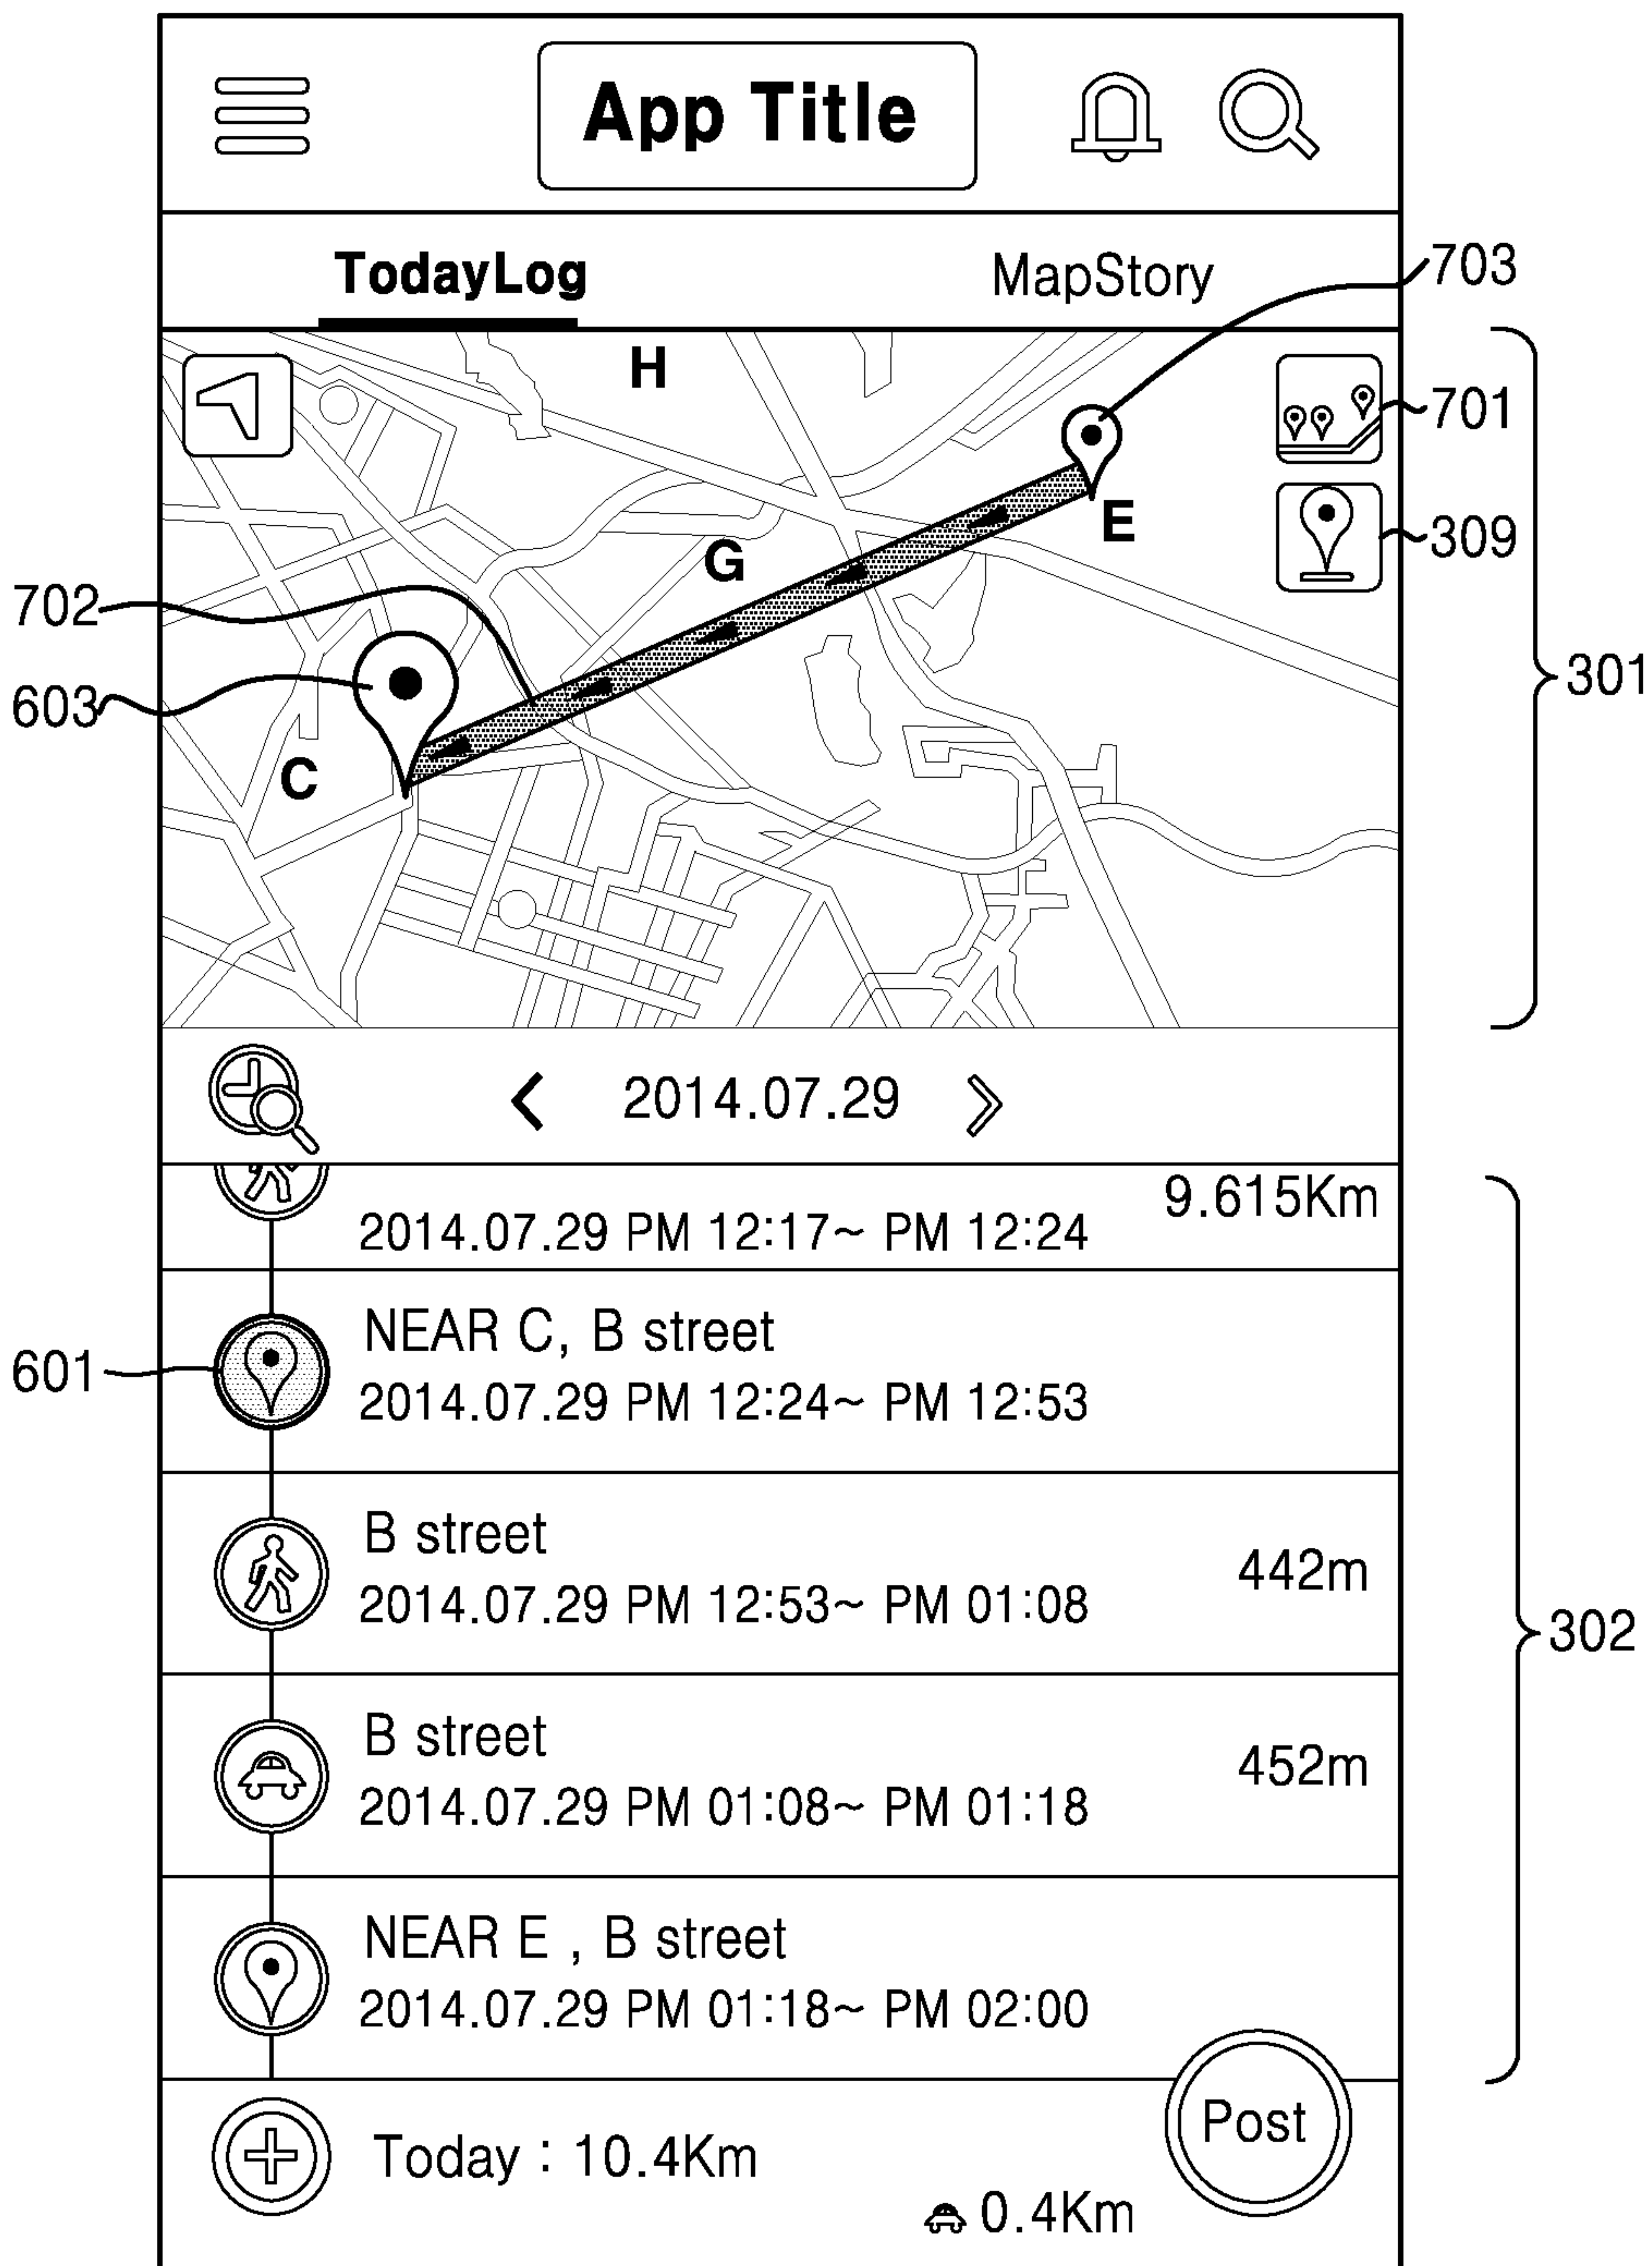 App Title
TodayLog
MapStory
703
H
701
E
309
G
702
301
603
C
2014.07.29
9.615Km
2014.07.29 PM 12:17~ PM 12:24
NEAR C, B street
601
2014.07.29 PM 12:24~ PM 12:53
B street
442m
2014.07.29 PM 12:53~ PM 01:08
302
B street
452m
2014.07.29 PM 01:08~ PM 01:18
NEAR E , B street
2014.07.29 PM 01:18~ PM 02:00
Post
Today : 10.4Km
0.4Km